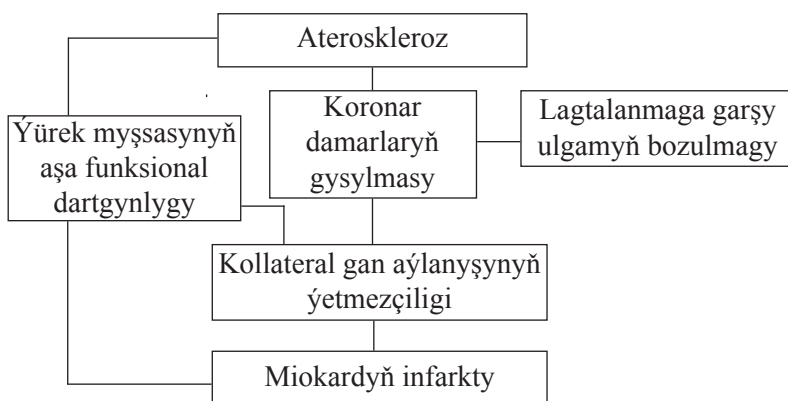 Ateroskleroz
Ýürek myşsasynyň
aşa funksional
dartgynlygy
Koronar
damarlaryň
gysylmasy
Lagtalanmaga garşy
ulgamyň bozulmagy
Kollateral gan aýlanyşynyň
ýetmezçiligi
Miokardyň infarkty